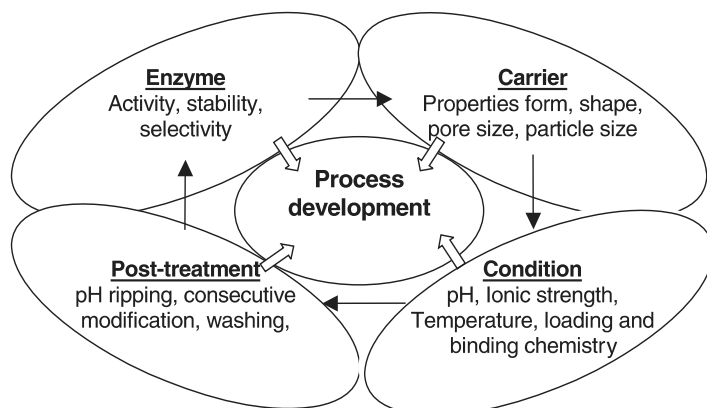 Enzyme
Activity, stability,
selectivity
Carrier
Properties form, shape,
pore size, particle size
Process
development
Post-treatment
pH ripping, consecutive
modification, washing,
Condition
pH, Ionic strength,
Temperature, loading and
binding chemistry